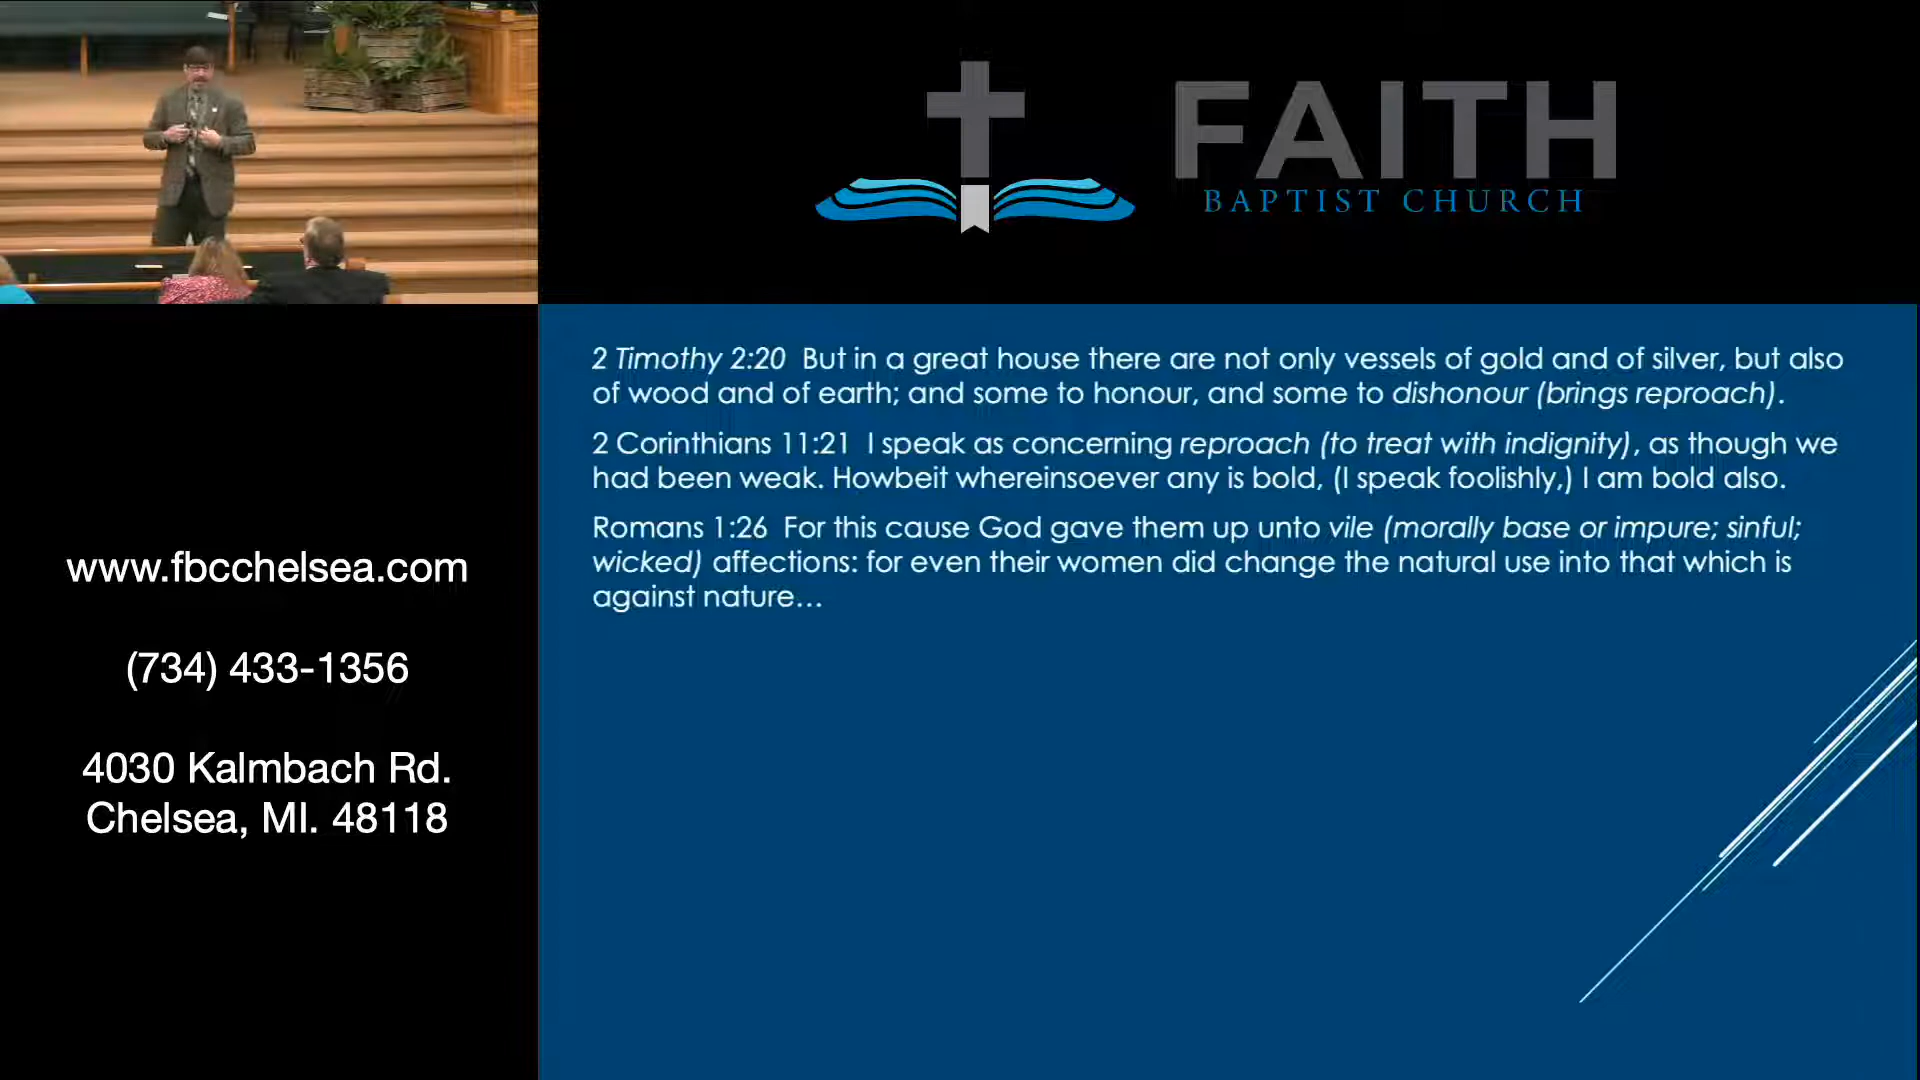 FAITH
BAPTIST CHURCH
2 Timothy 2:20 But in a great house there are not only vessels of gold and of silver, but also
of wood and of earth; and some to honour, and some to dishonour (brings reproach).
2 Corinthians 11:21 I speak as concerning reproach (to treat with indignity), as though we
had been weak. Howbeit whereinsoever any is bold, (I speak foolishly,) I am bold also.
Romans 1:26 For this cause God gave them up unto vile (morally base or impure; sinful;
wicked) affections: for even their women did change the natural use into that which is
against nature...
www.fbcchelsea.com
(734) 433-1356
4030 Kalmbach Rd.
Chelsea, MI. 48118